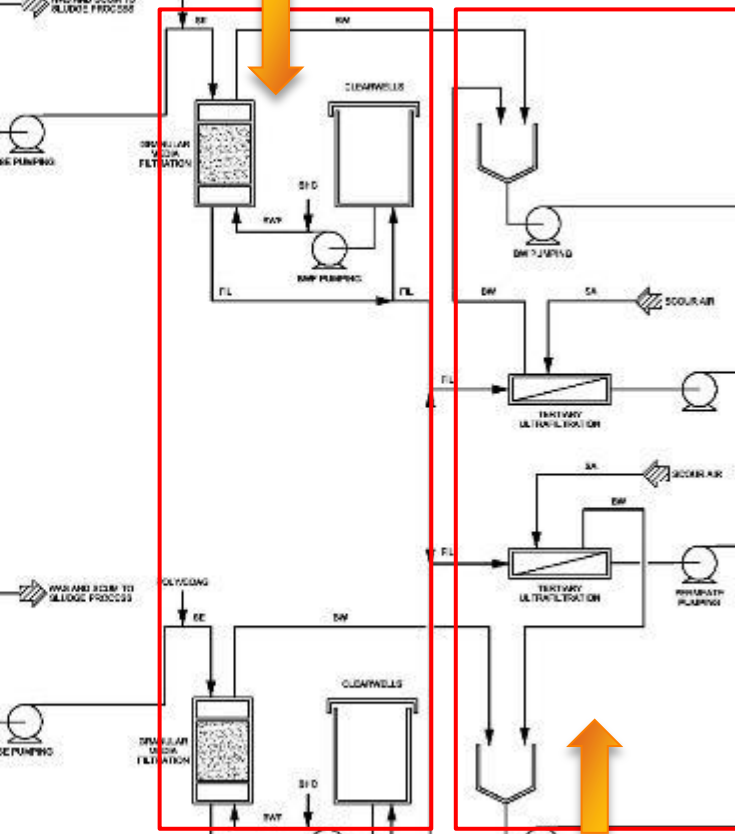 SLUDGE PROCESS
SE
BW
CLEARWELLS
SE PUMPING
GRANULAR
MEDIA
FILTRATION
BWF
BWF PUMPING
BW PUMPING
FIL
FIL
BW
SA
SCOUR AIR
FIL
TERTIARY
ULTRAFILTRATION
SA
SCOUR AIR
BW
FIL
TERTIARY
ULTRAFILTRATION
PERMEATE
PUMPING
WAS AND SCUM TO
SLUDGE PROCESS
POLY/COAG
SE
BW
CLEARWELLS
SE PUMPING
GRANULAR
MEDIA
FILTRATION
BWF